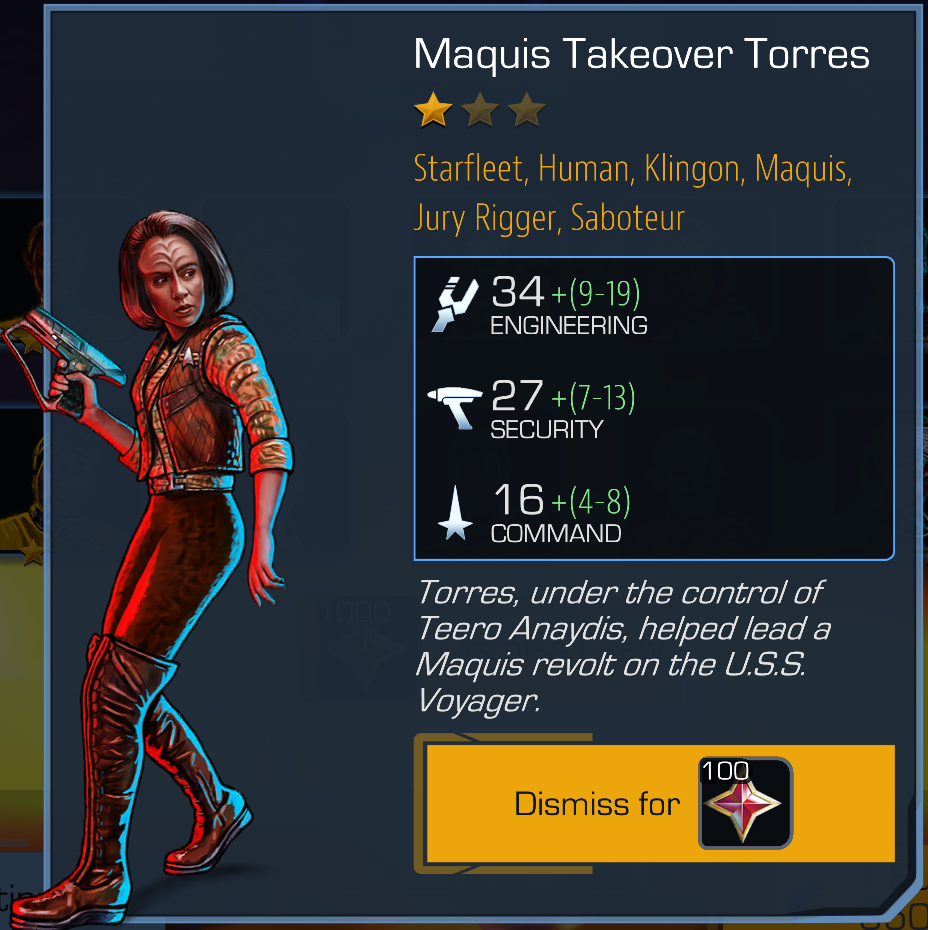 Maquis Takeover Torres
Starfleet, Human, Klingon, Maquis,
Jury Rigger, Saboteur
34 +(9-19)
ENGINEERING
27 +(7-13)
SECURITY
16 +(4-8)
COMMAND
Torres, under the control of
Teero Anaydis, helped lead a
Maquis revolt on the U.S.S.
Voyager.
1000
100
Dismiss for